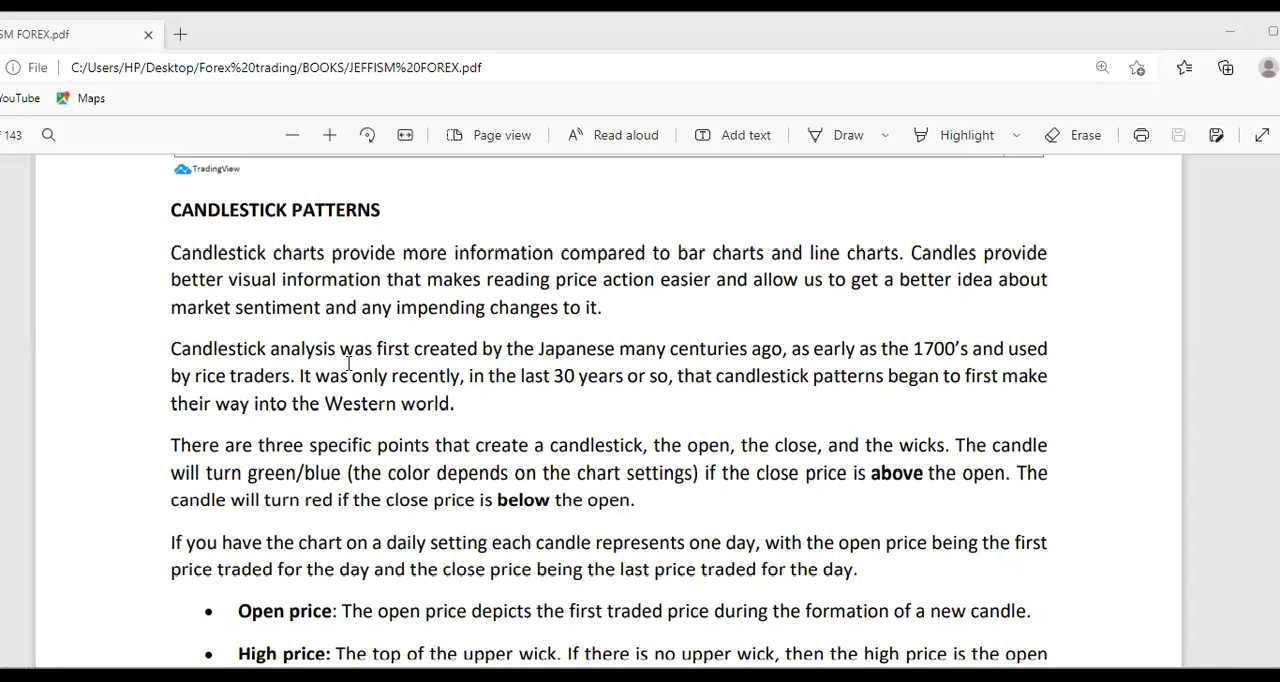 SM FOREX.pdf
File C:/Users/HP/Desktop/Forex%20trading/BOOKS/JEFFISM%20FOREX.pdf
YouTube Maps
143 Page view Read aloud Add text Draw Highlight Erase
TradingView
CANDLESTICK PATTERNS
Candlestick charts provide more information compared to bar charts and line charts. Candles provide
better visual information that makes reading price action easier and allow us to get a better idea about
market sentiment and any impending changes to it.
Candlestick analysis was first created by the Japanese many centuries ago, as early as the 1700's and used
by rice traders. It was only recently, in the last 30 years or so, that candlestick patterns began to first make
their way into the Western world.
There are three specific points that create a candlestick, the open, the close, and the wicks. The candle
will turn green/blue (the color depends on the chart settings) if the close price is above the open. The
candle will turn red if the close price is below the open.
If you have the chart on a daily setting each candle represents one day, with the open price being the first
price traded for the day and the close price being the last price traded for the day.
• Open price: The open price depicts the first traded price during the formation of a new candle.
• High price: The top of the upper wick. If there is no upper wick, then the high price is the open